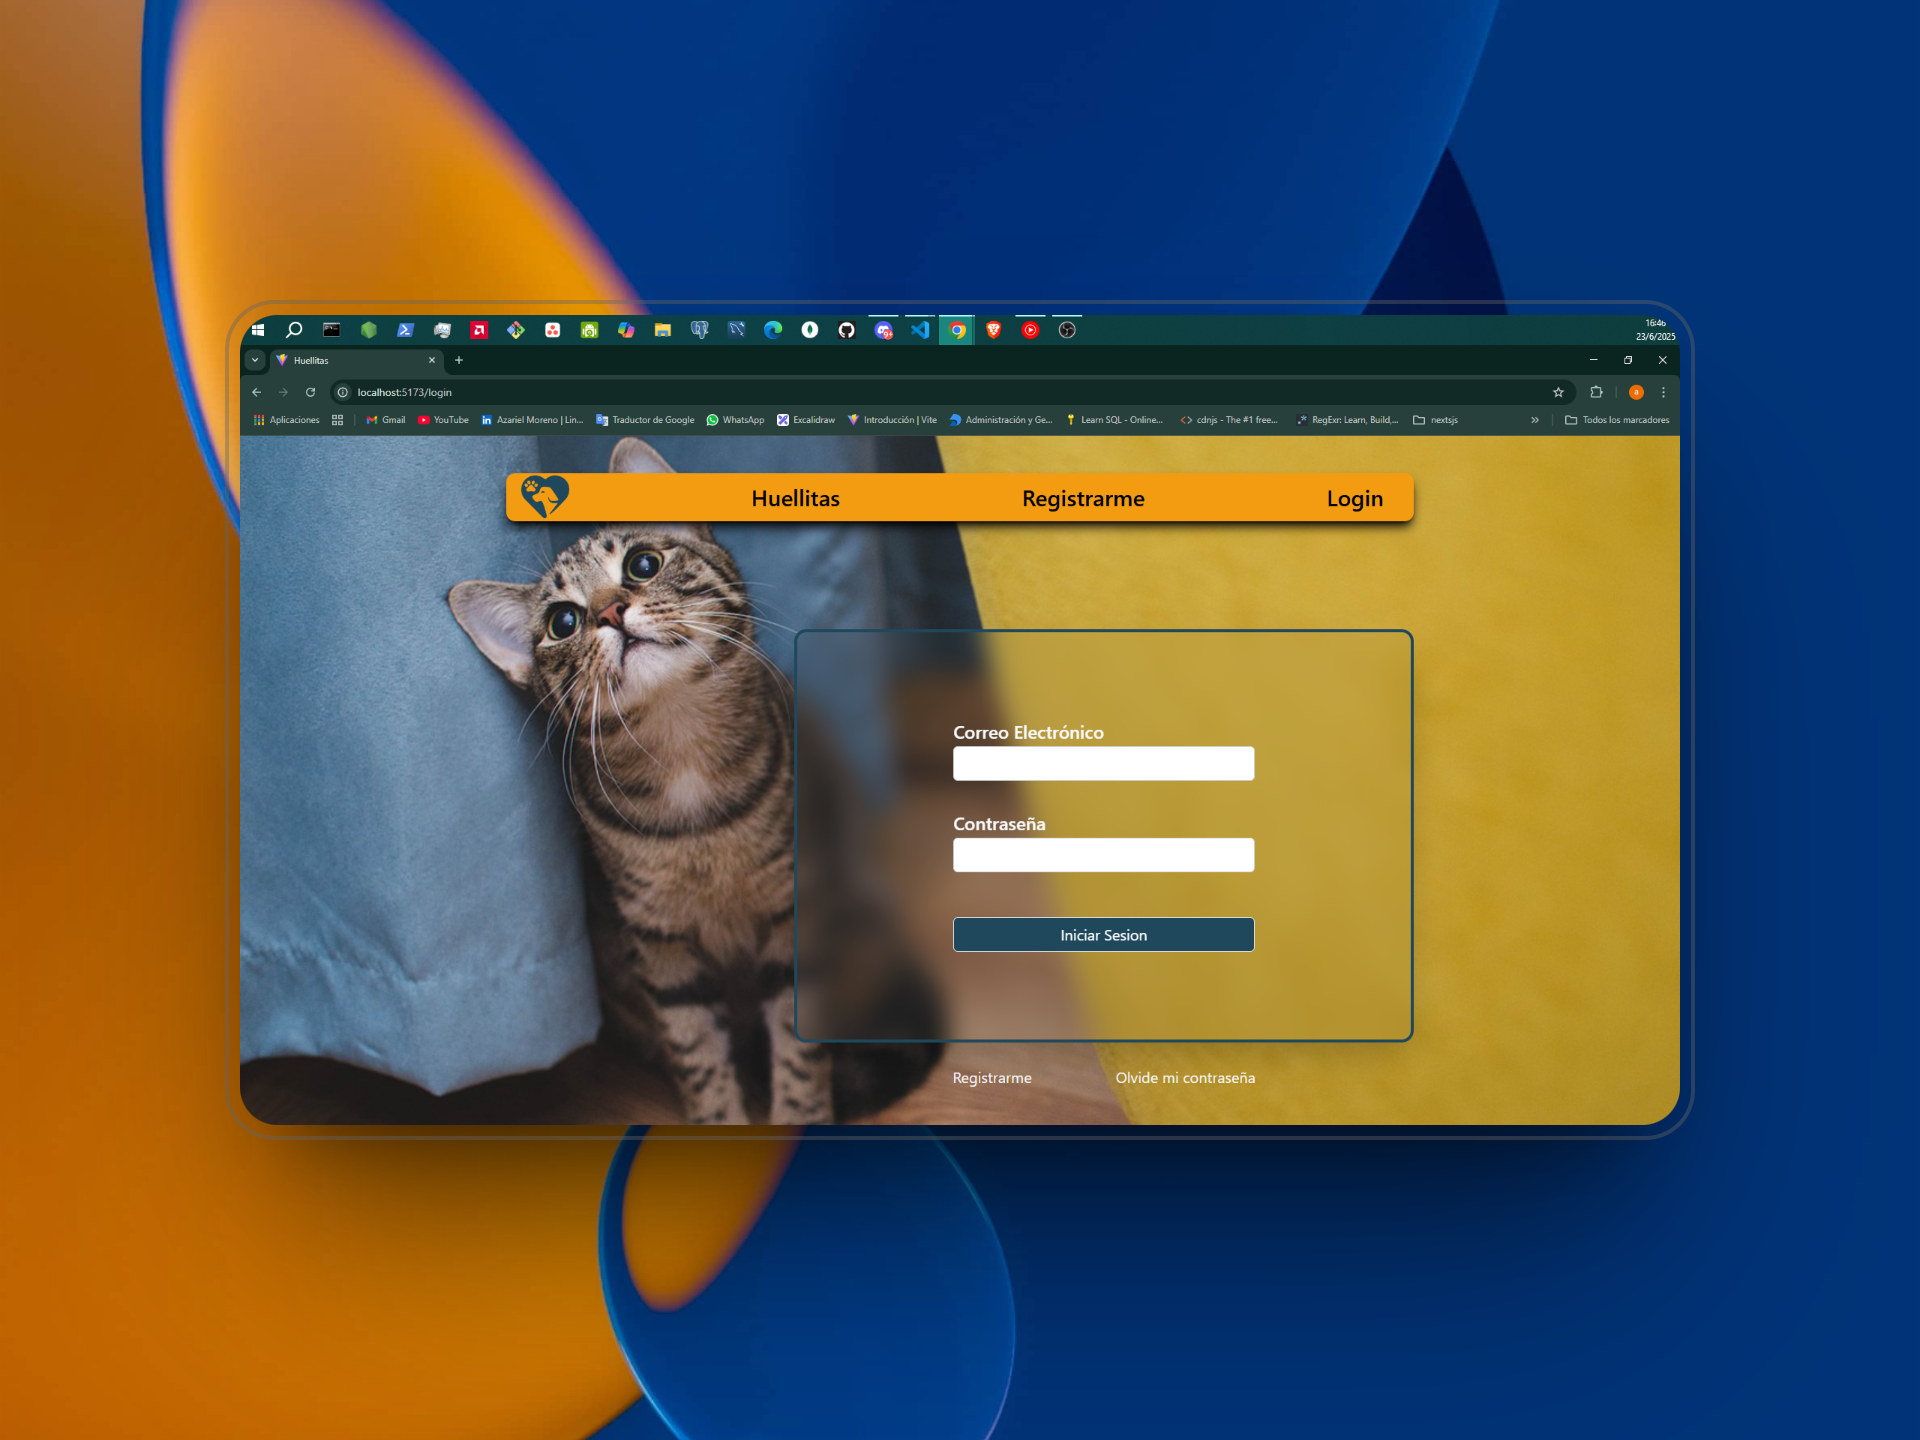 16:46
23/6/2025
Huellitas
localhost:5173/login
Aplicaciones
Gmail
YouTube
Azariel Moreno | Lin...
Traductor de Google
WhatsApp
Excalidraw
Introducción | Vite
Administración y Ge...
Learn SQL - Online...
cdnjs - The #1 free...
RegExr: Learn, Build,...
nextsjs
Todos los marcadores
Huellitas
Registrarme
Login
Correo Electrónico
Contraseña
Iniciar Sesion
Registrarme
Olvide mi contraseña